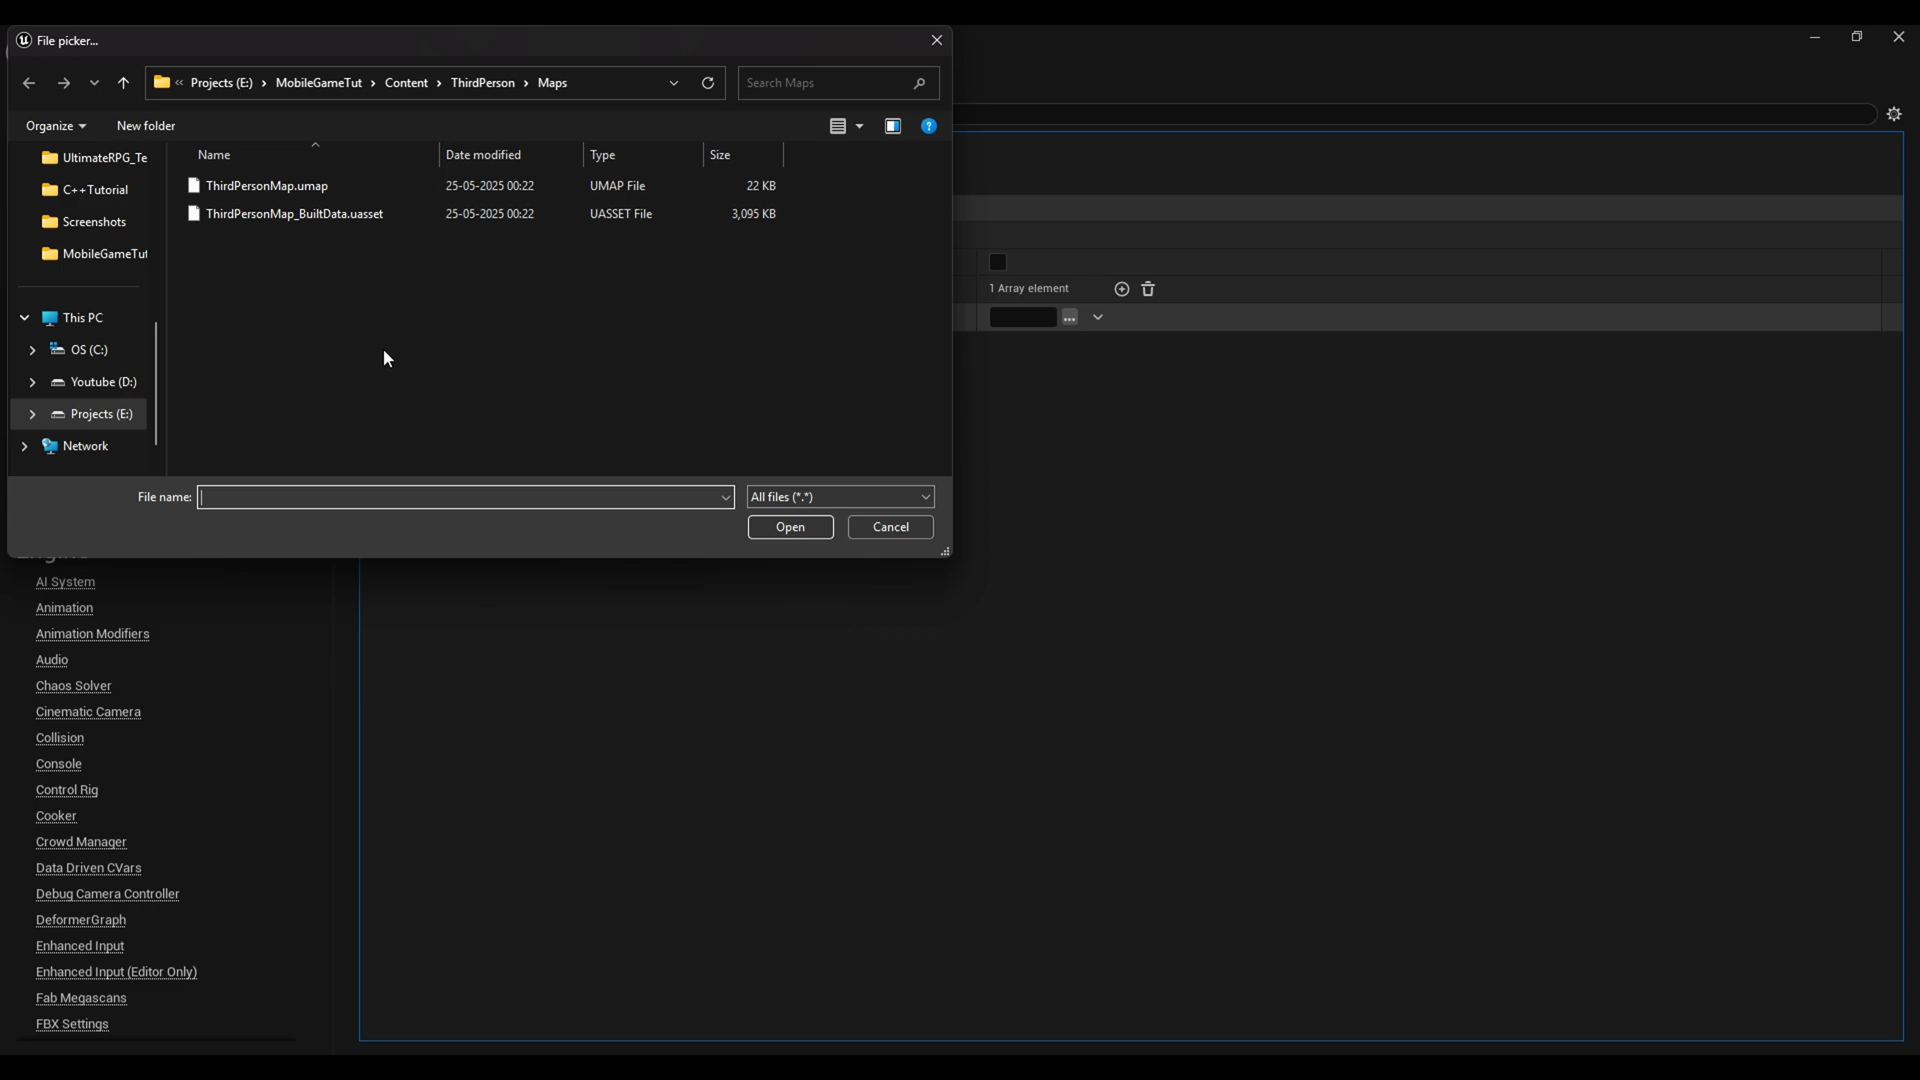 File picker...
« Projects (E:) › MobileGameTut › Content › ThirdPerson › Maps
Search Maps
Organize
New folder
UltimateRPG_Te
C++Tutorial
Screenshots
MobileGameTut
This PC
OS (C:)
Youtube (D:)
Projects (E:)
Network
Name Date modified Type Size
ThirdPersonMap.umap 25-05-2025 00:22 UMAP File 22 KB
ThirdPersonMap_BuiltData.uasset 25-05-2025 00:22 UASSET File 3,095 KB
1 Array element
...
File name:
All files (*.*)
Open
Cancel
AI System
Animation
Animation Modifiers
Audio
Chaos Solver
Cinematic Camera
Collision
Console
Control Rig
Cooker
Crowd Manager
Data Driven CVars
Debug Camera Controller
DeformerGraph
Enhanced Input
Enhanced Input (Editor Only)
Fab Megascans
FBX Settings